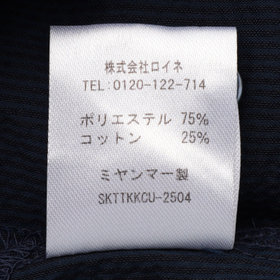 株式会社ロイネ
TEL:0120-122-714
ポリエステル 75%
コットン 25%
ミヤンマー製
SKTTKKCU-2504